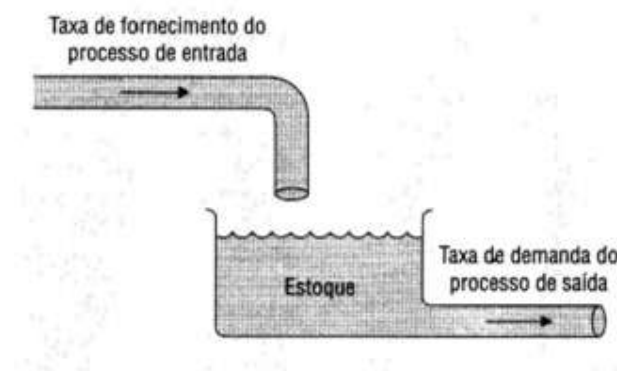 Taxa de fornecimento do
processo de entrada
Estoque
Taxa de demanda do
processo de saída